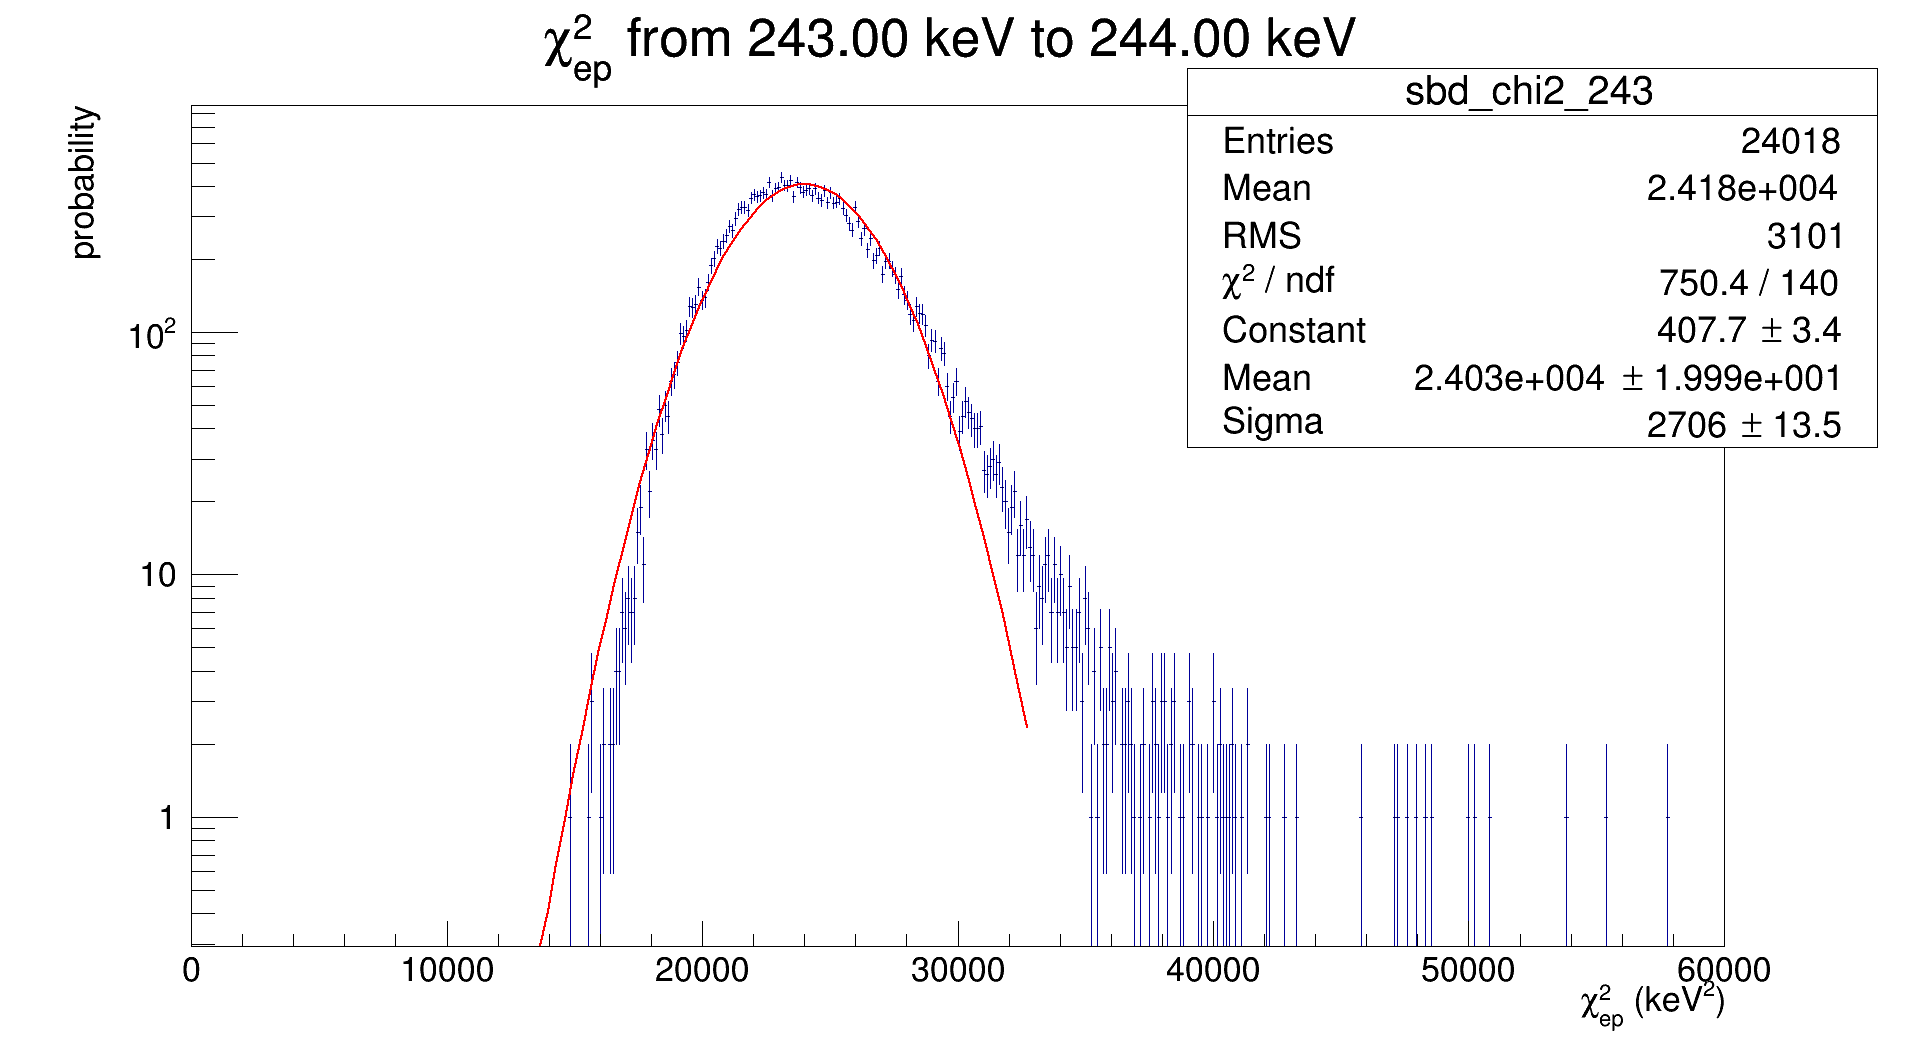 χ²ep from 243.00 keV to 244.00 keV
sbd_chi2_243
Entries 24018
Mean 2.418e+004
RMS 3101
χ² / ndf 750.4 / 140
Constant 407.7 ± 3.4
Mean 2.403e+004 ± 1.999e+001
Sigma 2706 ± 13.5
probability
10²
10
1
0 10000 20000 30000 40000 50000 60000
χ²ep (keV²)